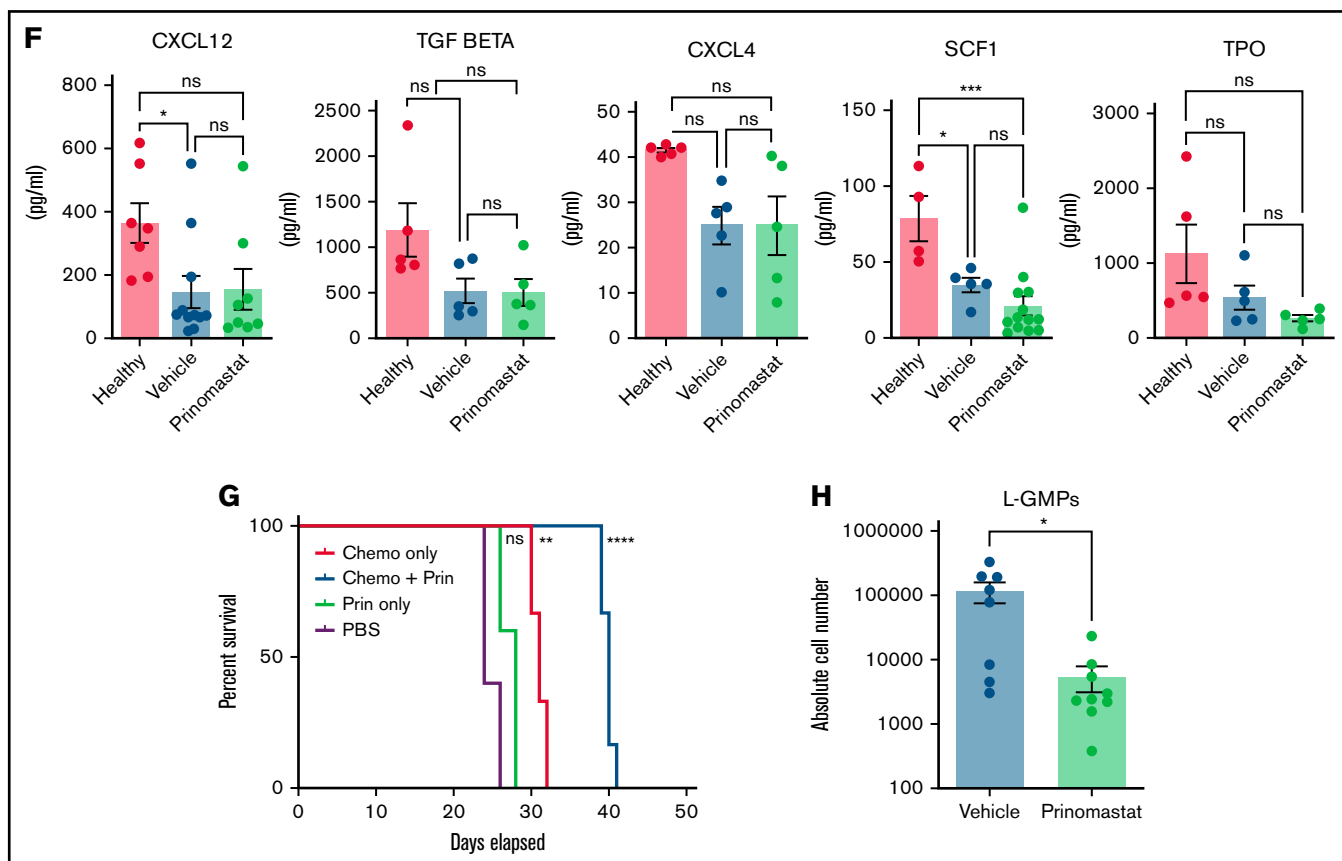 F
CXCL12
800
600
400
200
0
(pg/ml)
ns
*
ns
Healthy
Vehicle
Prinomastat
TGF BETA
2500
2000
1500
1000
500
0
(pg/ml)
ns
ns
ns
Healthy
Vehicle
Prinomastat
CXCL4
50
40
30
20
10
0
(pg/ml)
ns
ns
ns
Healthy
Vehicle
Prinomastat
SCF1
150
100
50
0
(pg/ml)
***
*
ns
Healthy
Vehicle
Prinomastat
TPO
3000
2000
1000
0
(pg/ml)
ns
ns
ns
Healthy
Vehicle
Prinomastat
G
100
50
0
Percent survival
Chemo only
Chemo + Prin
Prin only
PBS
ns
**
****
0
10
20
30
40
50
Days elapsed
H
L-GMPs
1000000
100000
10000
1000
100
Absolute cell number
*
Vehicle
Prinomastat